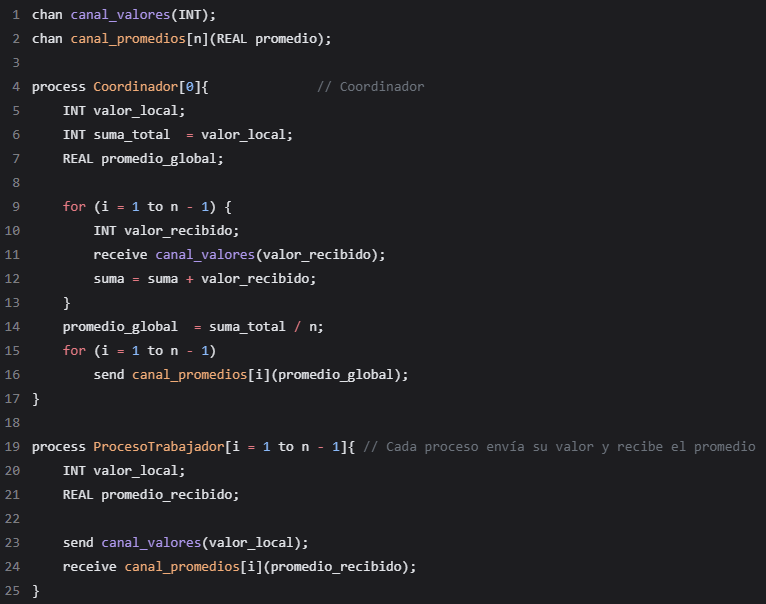 1 chan canal_valores(INT);
2 chan canal_promedios[n](REAL promedio);
3
4 process Coordinador[0]{ // Coordinador
5 INT valor_local;
6 INT suma_total = valor_local;
7 REAL promedio_global;
8
9 for (i = 1 to n - 1) {
10 INT valor_recibido;
11 receive canal_valores(valor_recibido);
12 suma = suma + valor_recibido;
13 }
14 promedio_global = suma_total / n;
15 for (i = 1 to n - 1)
16 send canal_promedios[i](promedio_global);
17 }
18
19 process ProcesoTrabajador[i = 1 to n - 1]{ // Cada proceso envía su valor y recibe el promedio
20 INT valor_local;
21 REAL promedio_recibido;
22
23 send canal_valores(valor_local);
24 receive canal_promedios[i](promedio_recibido);
25 }